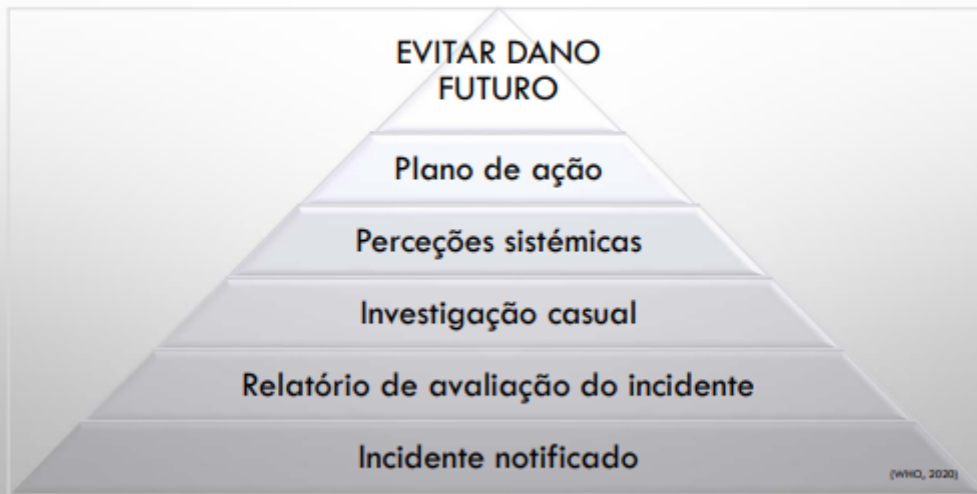 EVITAR DANO
FUTURO
Plano de ação
Perceções sistémicas
Investigação casual
Relatório de avaliação do incidente
Incidente notificado
(WHO, 2020)